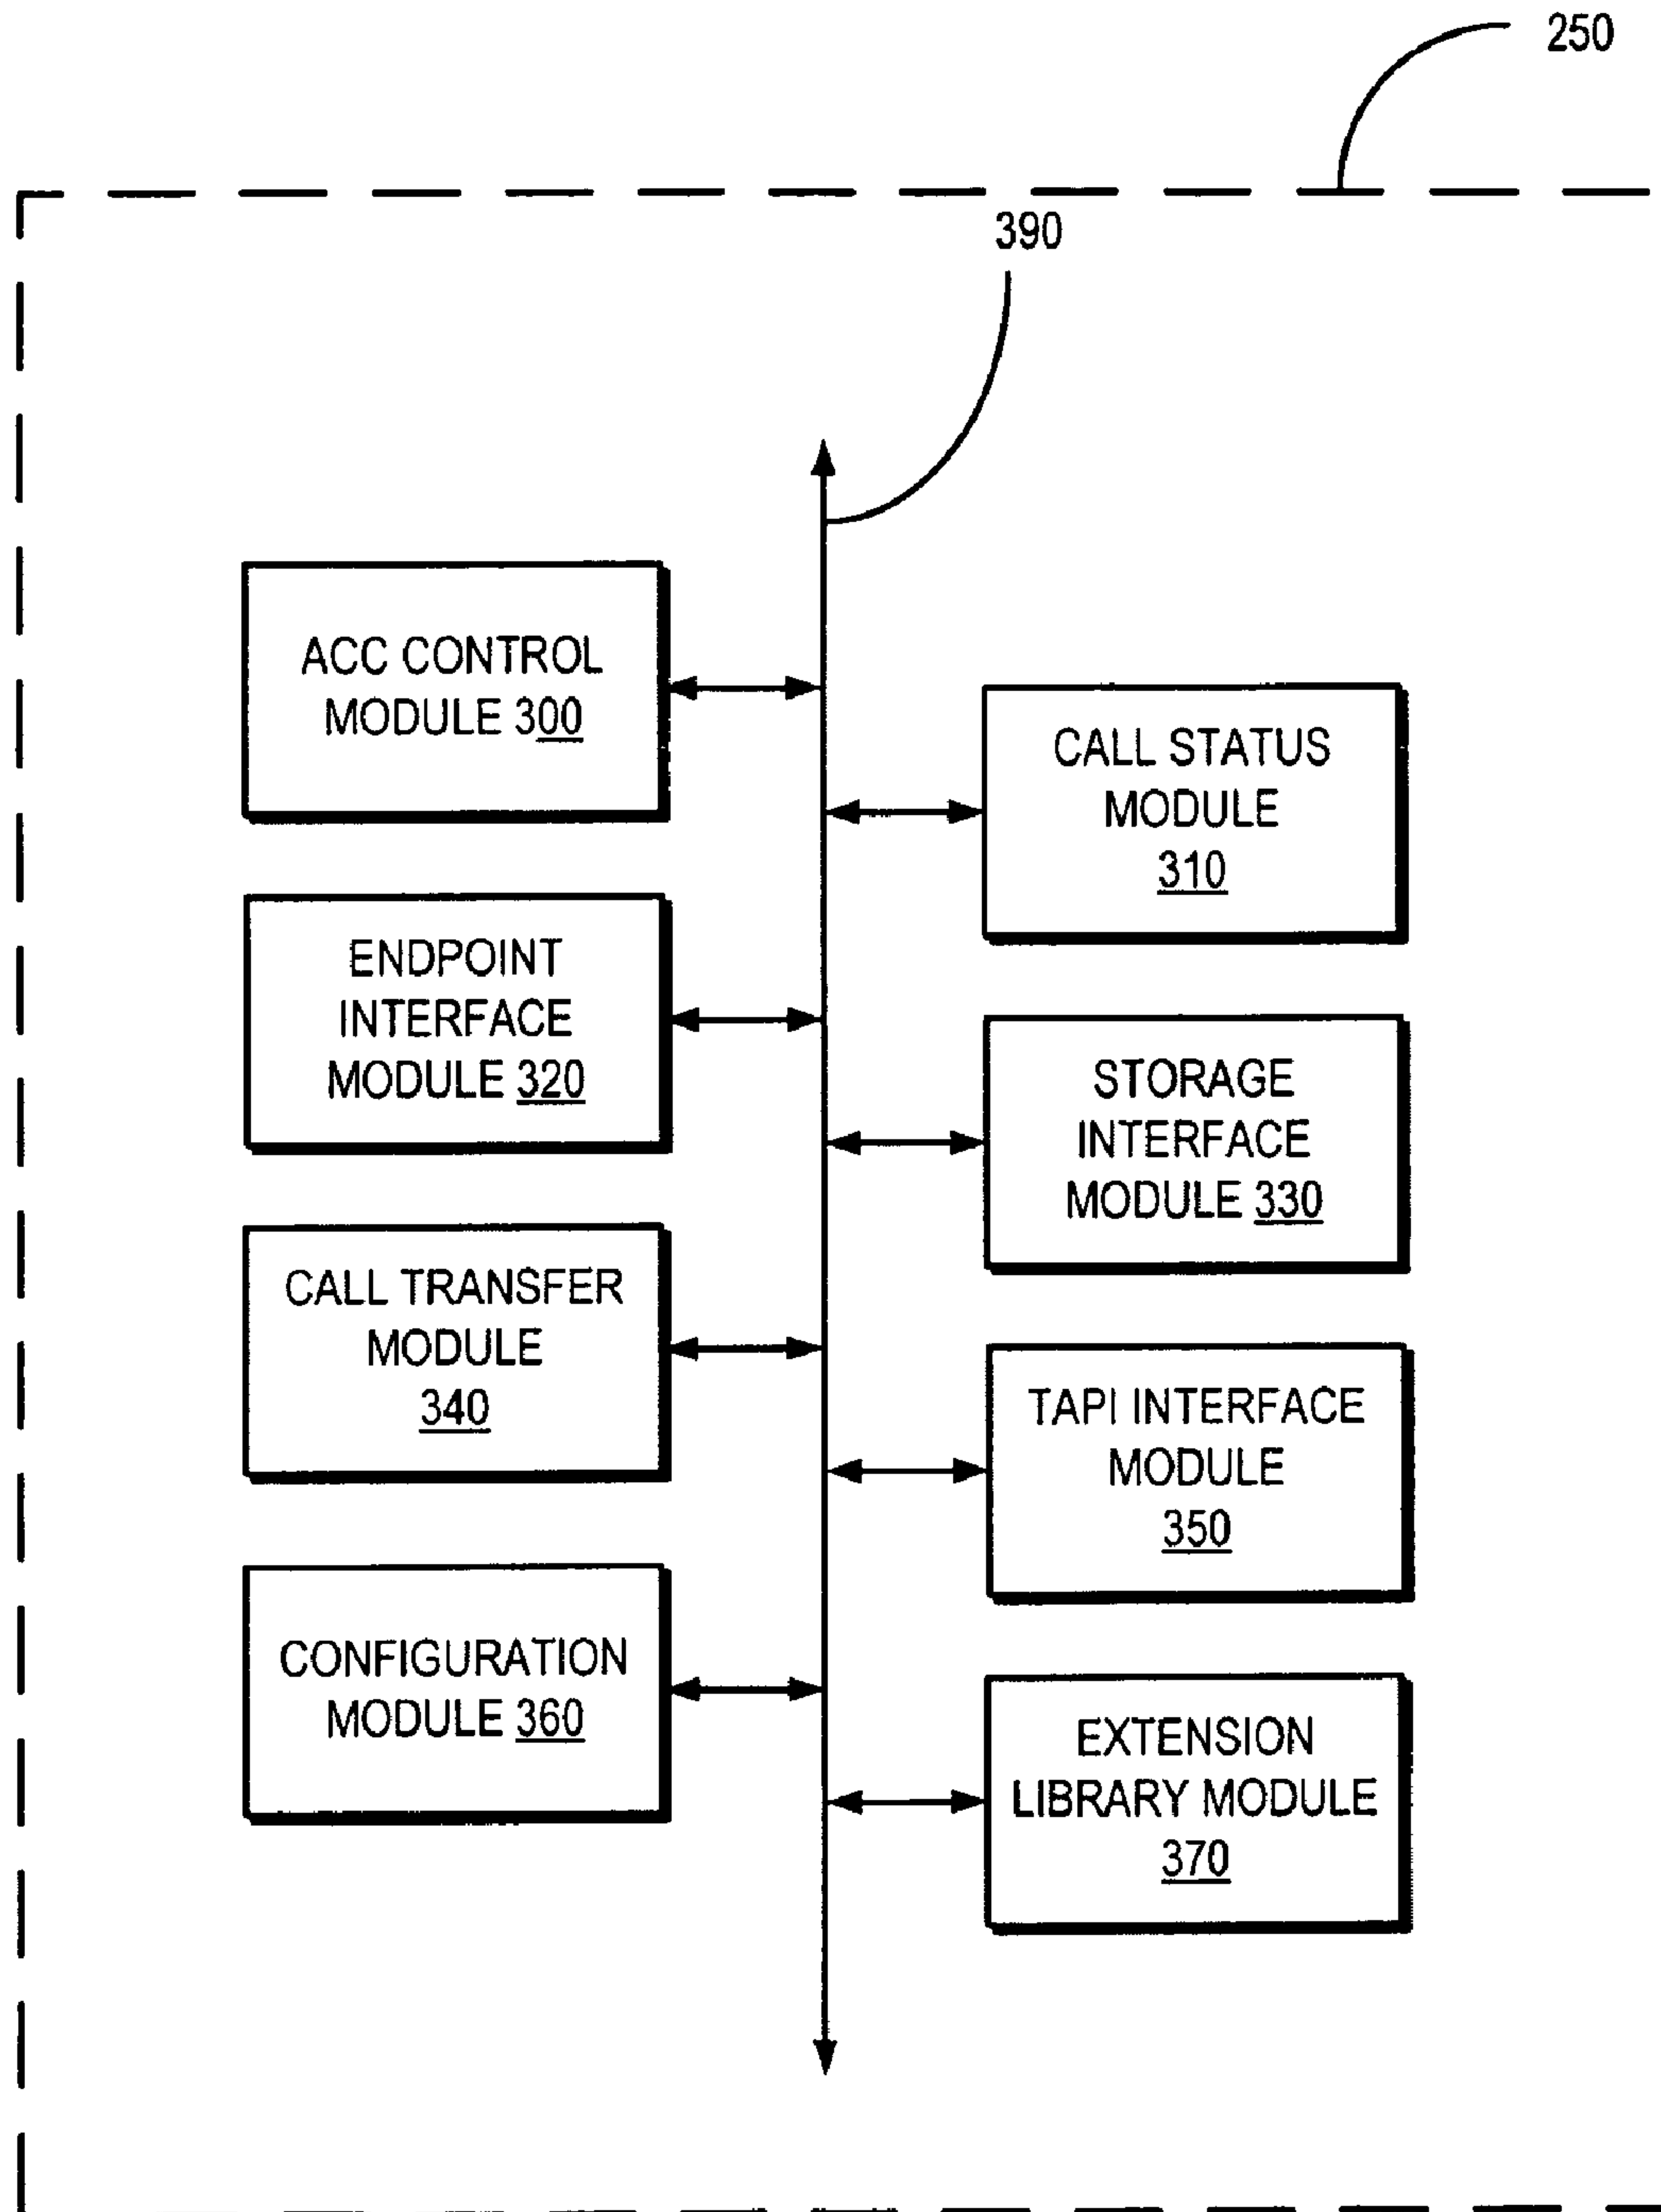 250
390
ACC CONTROL
MODULE 300
CALL STATUS
MODULE
310
ENDPOINT
INTERFACE
MODULE 320
STORAGE
INTERFACE
MODULE 330
CALL TRANSFER
MODULE
340
TAPI INTERFACE
MODULE
350
CONFIGURATION
MODULE 360
EXTENSION
LIBRARY MODULE
370